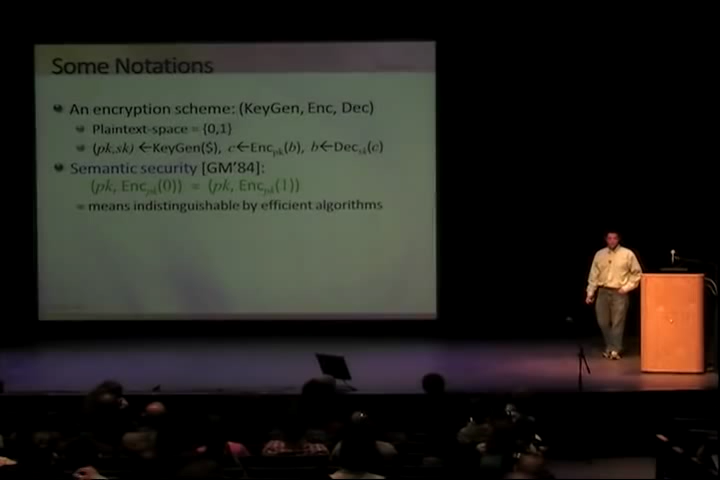 Some Notations
An encryption scheme: (KeyGen, Enc, Dec)
Plaintext-space = {0,1}
(pk,sk) ←KeyGen($), c←Encpk(b), b←Decsk(c)
Semantic security [GM'84]:
(pk, Encpk(0)) ≈ (pk, Encpk(1))
≈ means indistinguishable by efficient algorithms